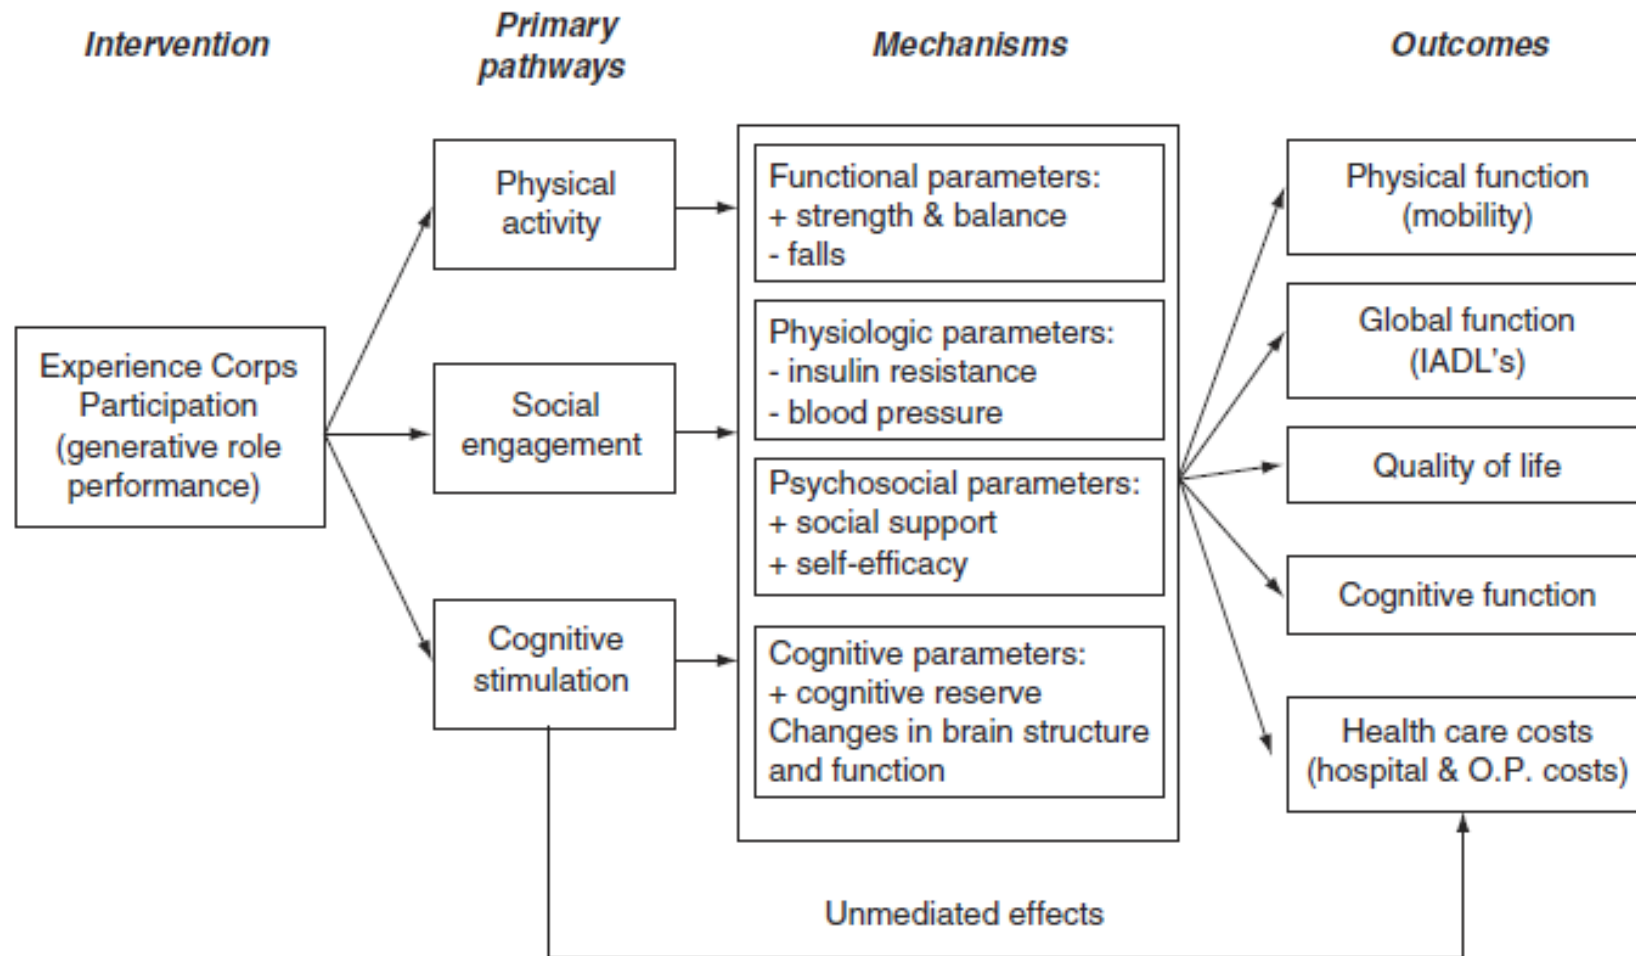 Intervention
Primary
pathways
Mechanisms
Outcomes
Experience Corps
Participation
(generative role
performance)
Physical
activity
Social
engagement
Cognitive
stimulation
Functional parameters:
+ strength & balance
- falls
Physiologic parameters:
- insulin resistance
- blood pressure
Psychosocial parameters:
+ social support
+ self-efficacy
Cognitive parameters:
+ cognitive reserve
Changes in brain structure
and function
Physical function
(mobility)
Global function
(IADL's)
Quality of life
Cognitive function
Health care costs
(hospital & O.P. costs)
Unmediated effects